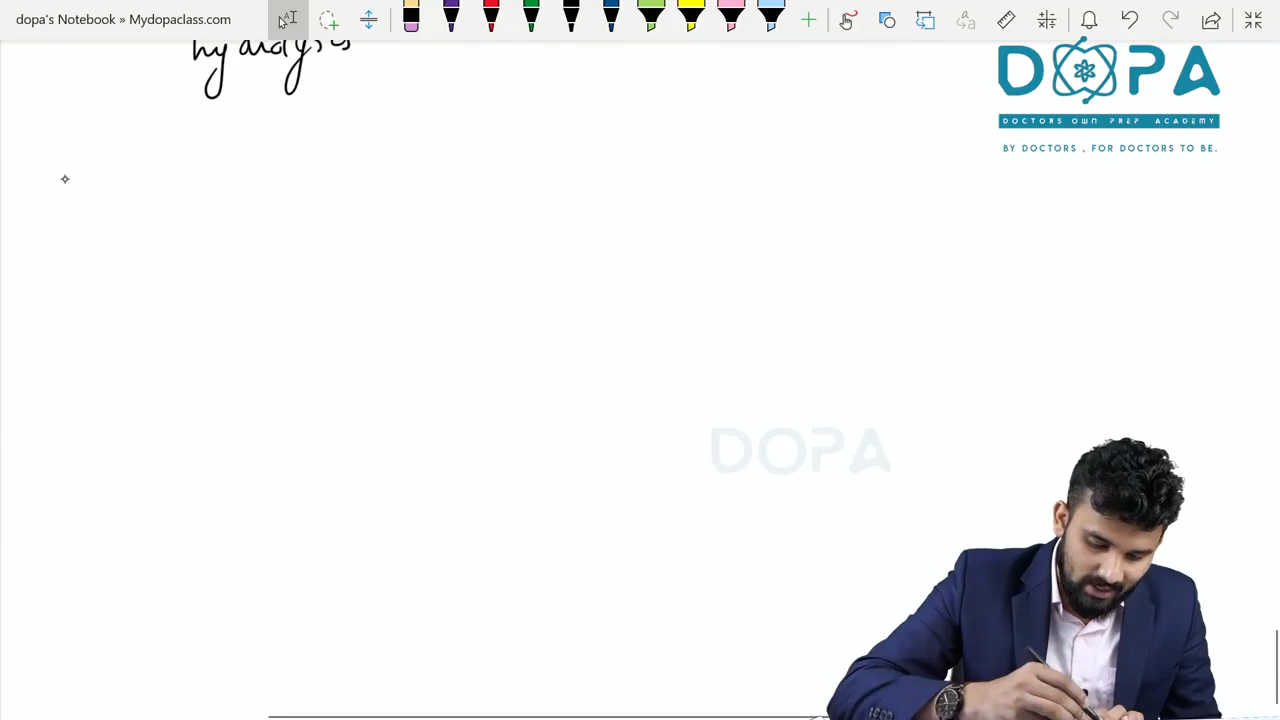 dopa's Notebook » Mydopaclass.com
DOPA
DOCTORS OWN PREP ACADEMY
BY DOCTORS , FOR DOCTORS TO BE.
DOPA